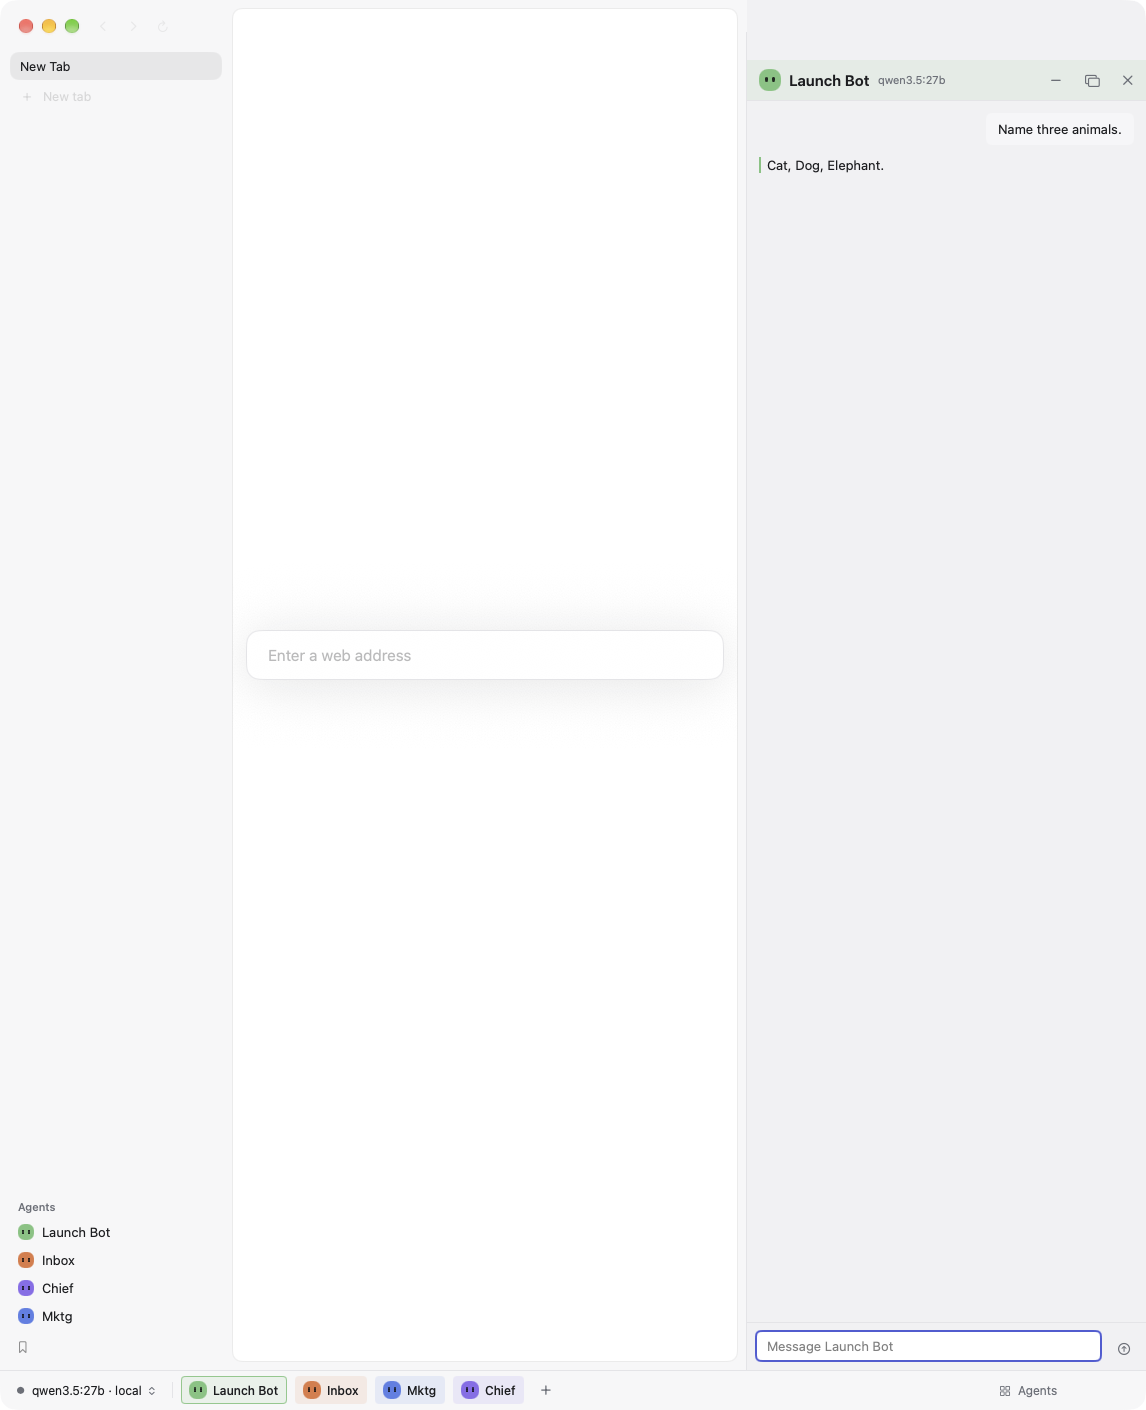 New Tab
New tab
Enter a web address
Agents
Launch Bot
Inbox
Chief
Mktg
Launch Bot qwen3.5:27b
Name three animals.
Cat, Dog, Elephant.
Message Launch Bot
qwen3.5:27b · local
Launch Bot
Inbox
Mktg
Chief
Agents